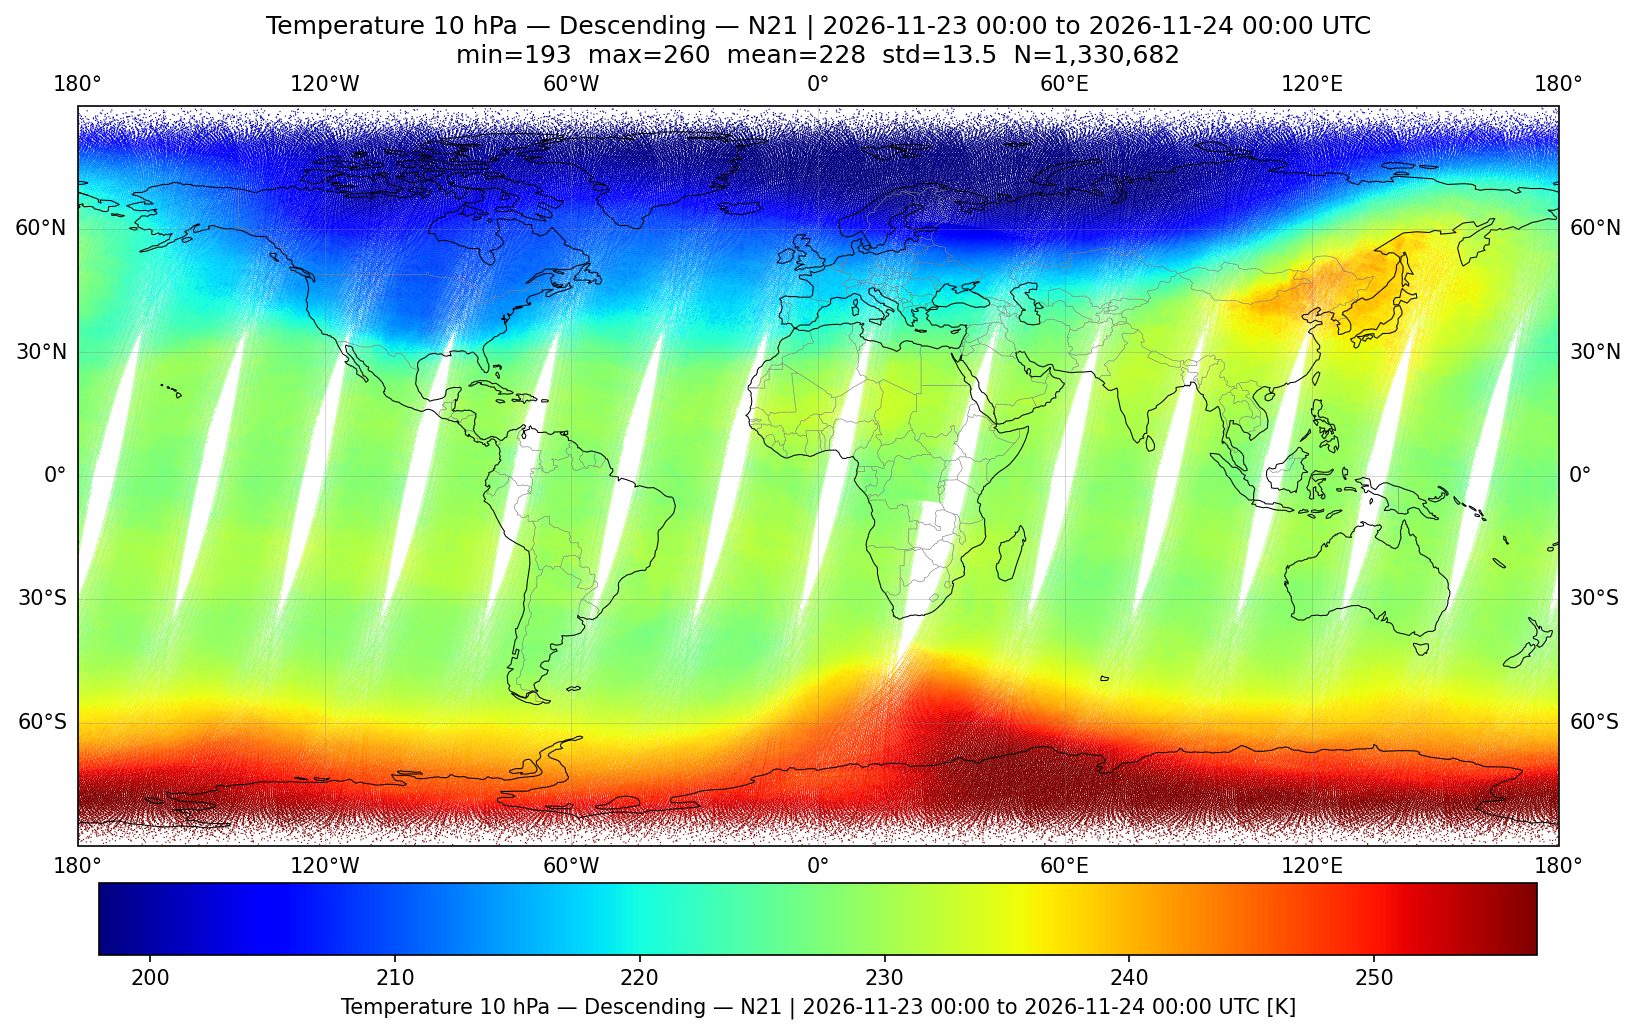 Temperature 10 hPa — Descending — N21 | 2026-11-23 00:00 to 2026-11-24 00:00 UTC
min=193  max=260  mean=228  std=13.5  N=1,330,682
180° 120°W 60°W 0° 60°E 120°E 180°
60°N 60°N
30°N 30°N
0° 0°
30°S 30°S
60°S 60°S
180° 120°W 60°W 0° 60°E 120°E 180°
200 210 220 230 240 250
Temperature 10 hPa — Descending — N21 | 2026-11-23 00:00 to 2026-11-24 00:00 UTC [K]